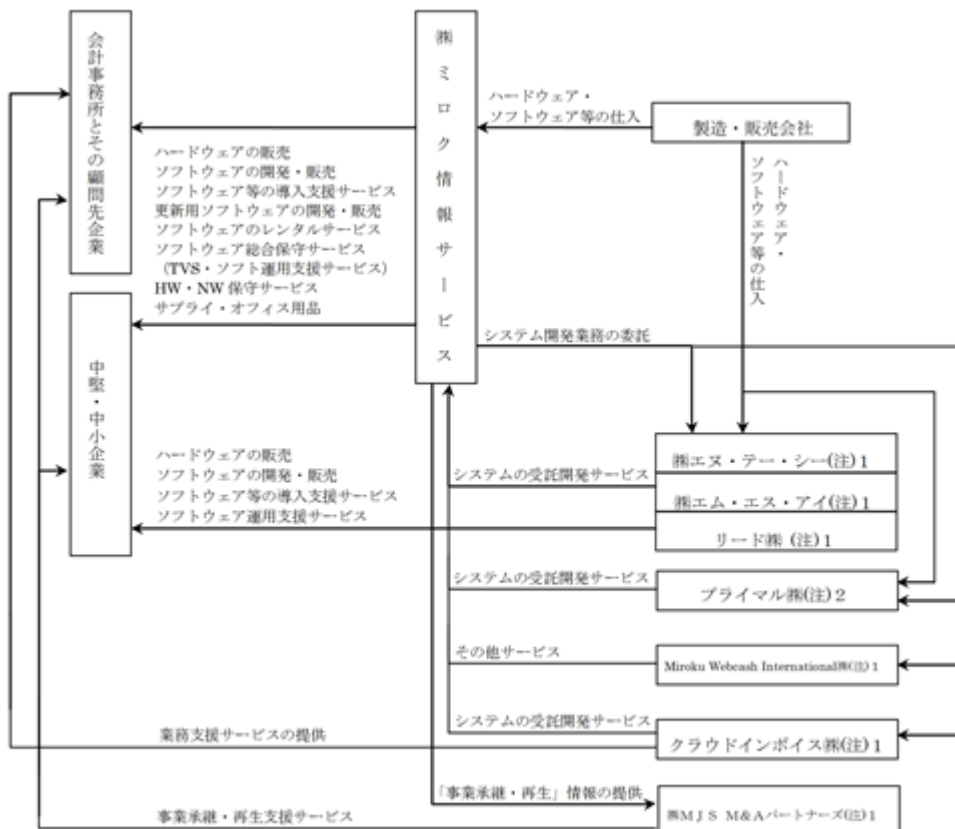 会計事務所とその顧問先企業
㈱ミロク情報サービス
ハードウェア・
ソフトウェア等の仕入
製造・販売会社
ハードウェアの販売
ソフトウェアの開発・販売
ソフトウェア等の導入支援サービス
更新用ソフトウェアの開発・販売
ソフトウェアのレンタルサービス
ソフトウェア総合保守サービス
（TVS・ソフト運用支援サービス）
HW・NW 保守サービス
サプライ・オフィス用品
ハードウェア・
ソフトウェア等の仕入
システム開発業務の委託
中堅・中小企業
ハードウェアの販売
ソフトウェアの開発・販売
ソフトウェア等の導入支援サービス
ソフトウェア運用支援サービス
システムの受託開発サービス
㈱エヌ・テー・シー(注)1
㈱エム・エス・アイ(注)1
リード㈱ (注)1
システムの受託開発サービス
プライマル㈱(注)2
その他サービス
Miroku Webcash International㈱(注)1
システムの受託開発サービス
業務支援サービスの提供
クラウドインボイス㈱(注)1
「事業承継・再生」情報の提供
事業承継・再生支援サービス
㈱MJS M&Aパートナーズ(注)1